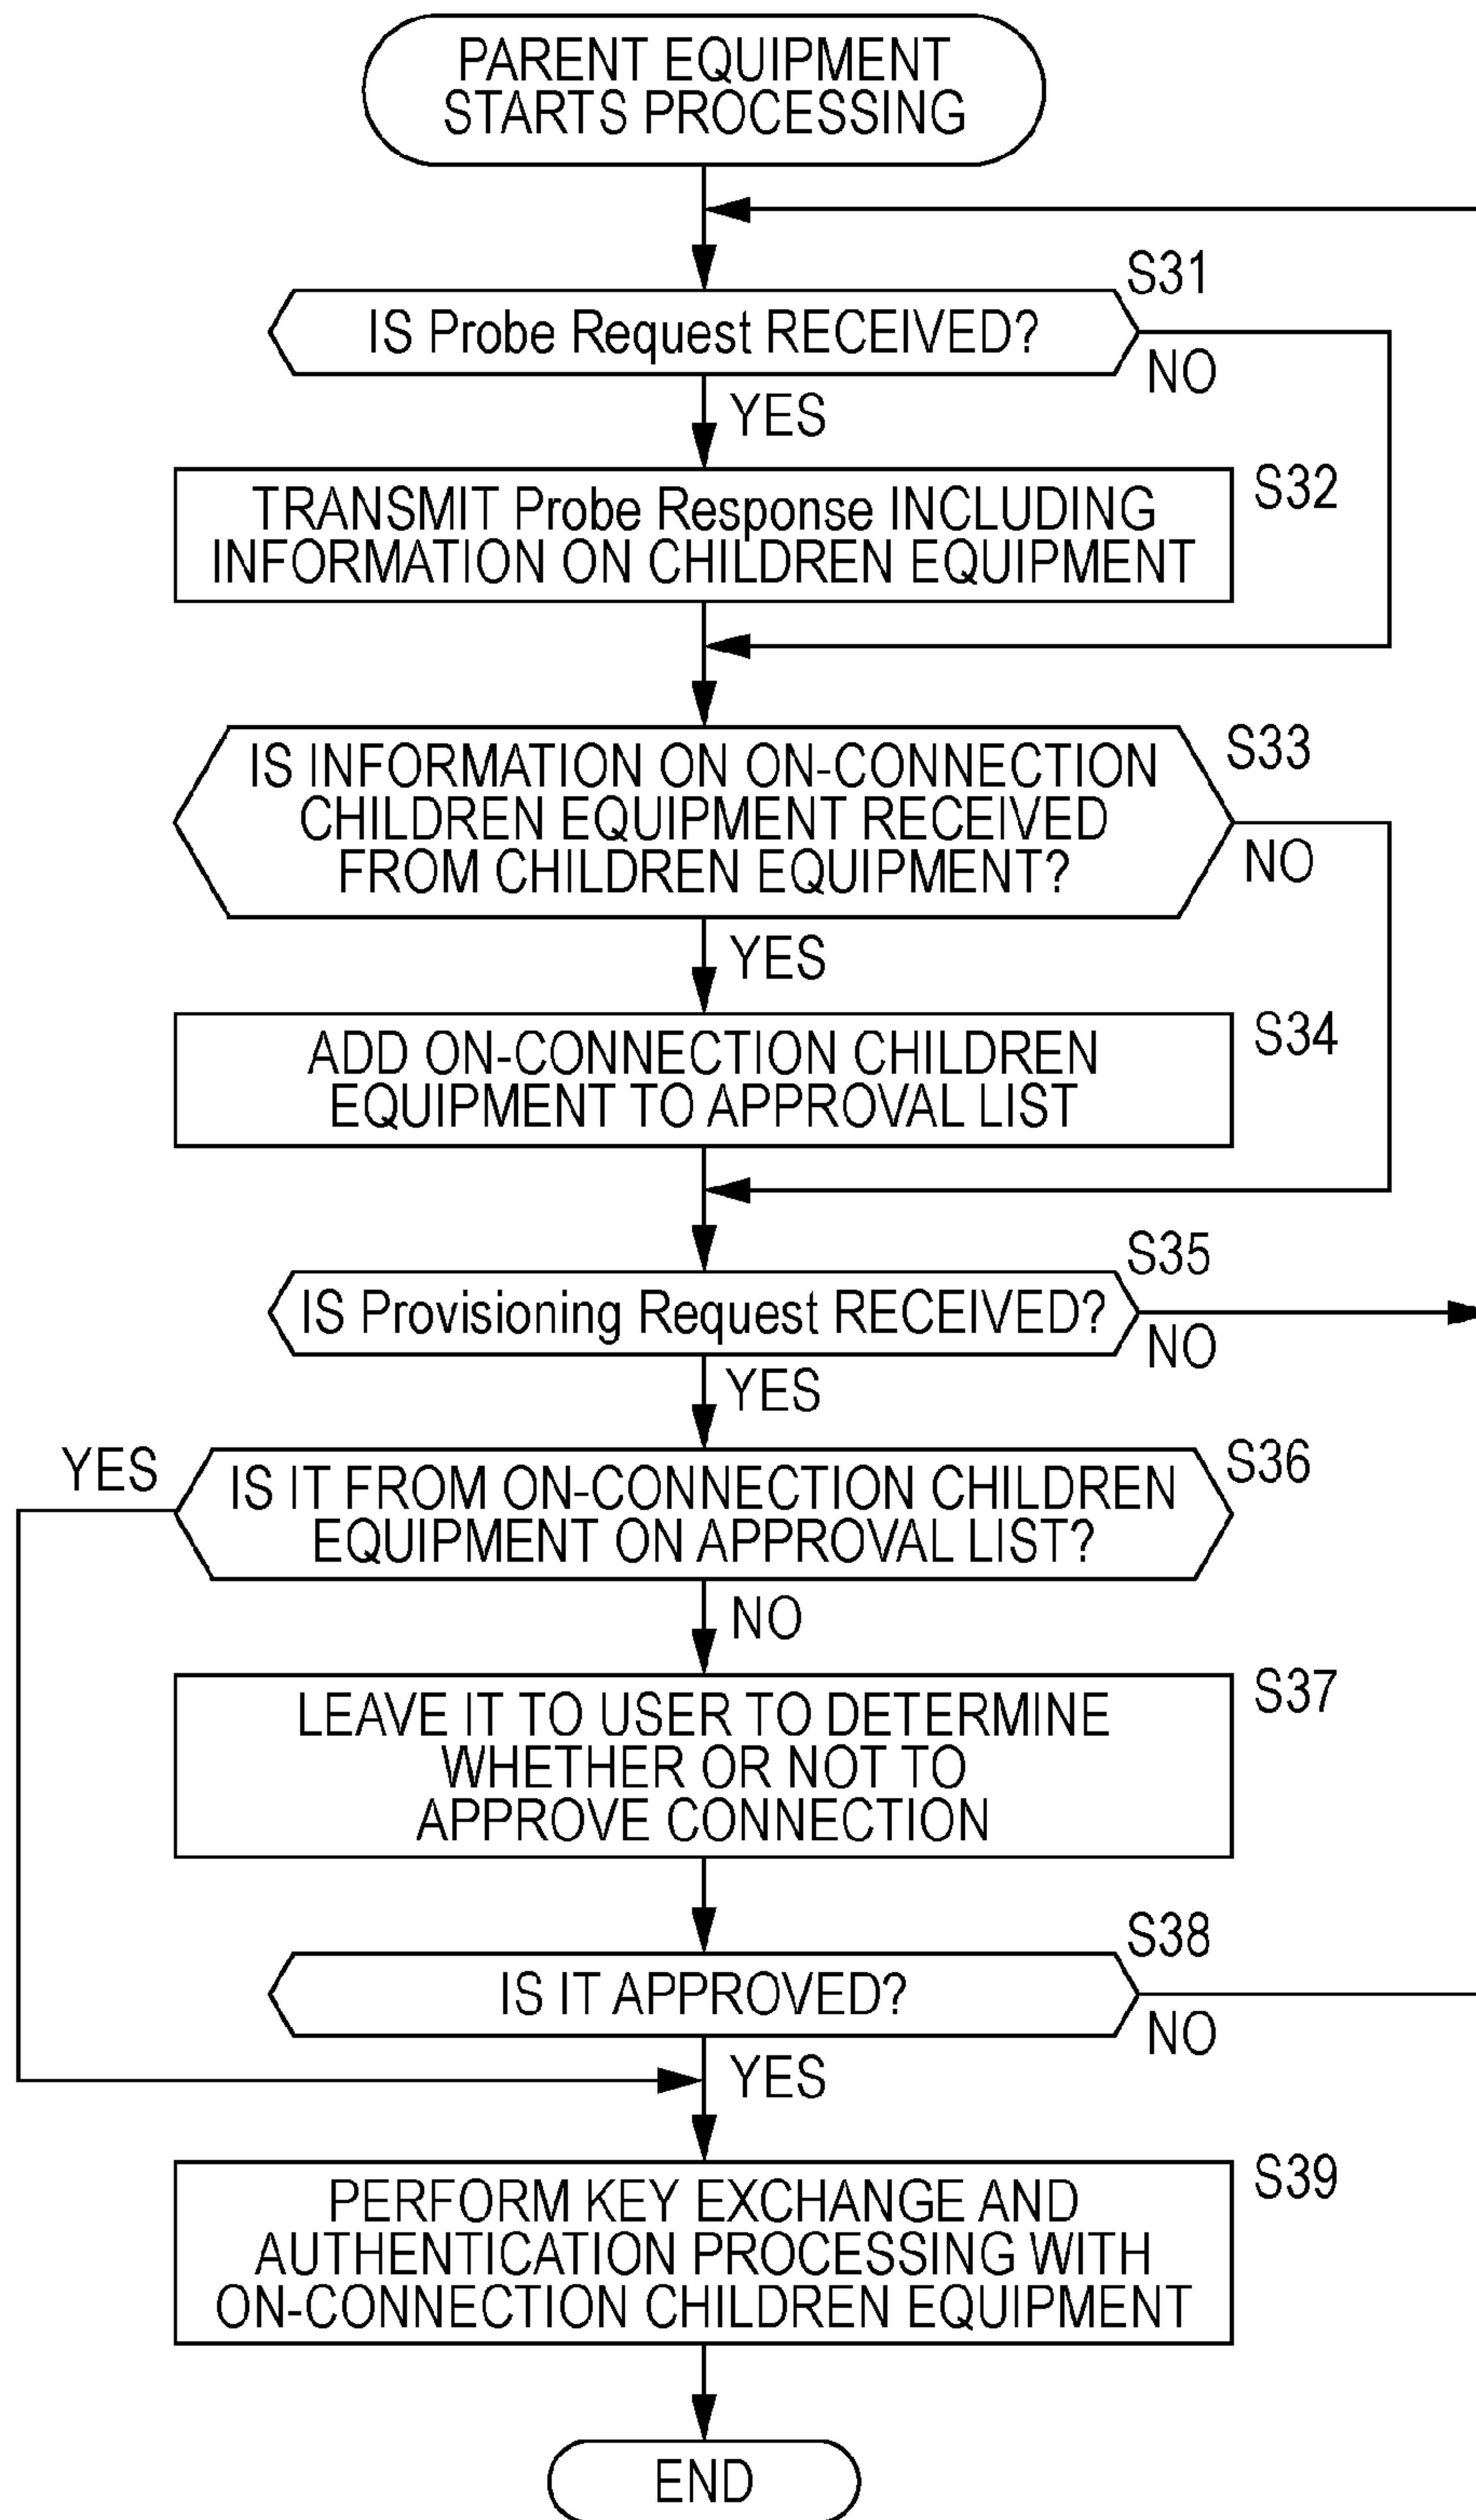 PARENT EQUIPMENT
STARTS PROCESSING
S31
IS Probe Request RECEIVED?
NO
YES
S32
TRANSMIT Probe Response INCLUDING
INFORMATION ON CHILDREN EQUIPMENT
S33
IS INFORMATION ON ON-CONNECTION
CHILDREN EQUIPMENT RECEIVED
FROM CHILDREN EQUIPMENT?
NO
YES
S34
ADD ON-CONNECTION CHILDREN
EQUIPMENT TO APPROVAL LIST
S35
IS Provisioning Request RECEIVED?
NO
YES
YES
S36
IS IT FROM ON-CONNECTION CHILDREN
EQUIPMENT ON APPROVAL LIST?
NO
S37
LEAVE IT TO USER TO DETERMINE
WHETHER OR NOT TO
APPROVE CONNECTION
S38
IS IT APPROVED?
NO
YES
S39
PERFORM KEY EXCHANGE AND
AUTHENTICATION PROCESSING WITH
ON-CONNECTION CHILDREN EQUIPMENT
END